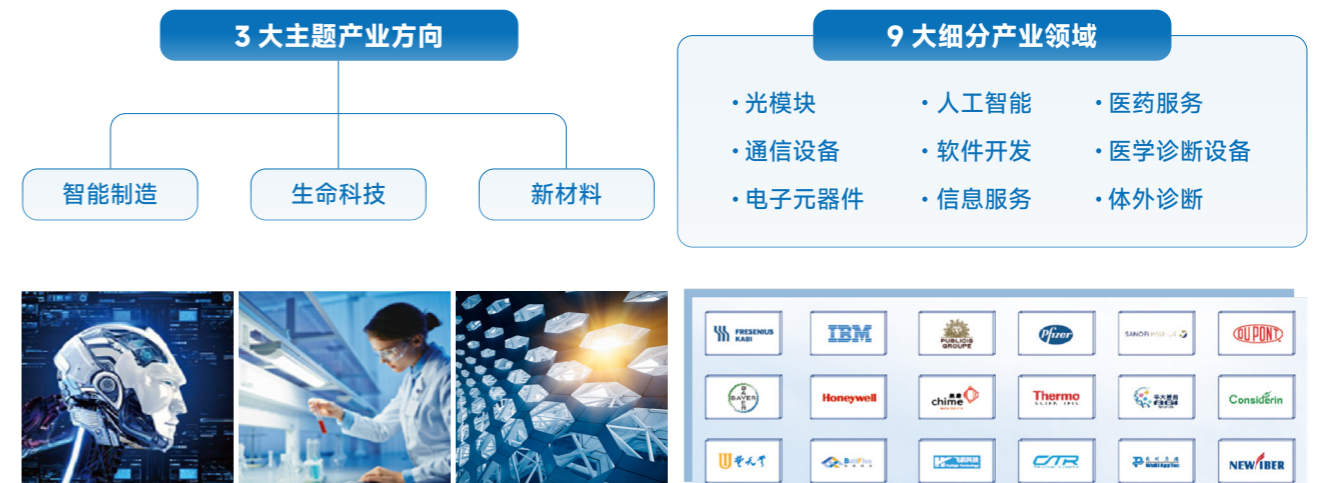 3 大主题产业方向
智能制造
生命科技
新材料
9 大细分产业领域
·光模块
·人工智能
·医药服务
·通信设备
·软件开发
·医学诊断设备
·电子元器件
·信息服务
·体外诊断
FRESENIUS
KABI
IBM
PUBLICIS
GROUPE
Pfizer
SANOFI
DUPONT
BAYER
Honeywell
chime
Thermo
Considerin
CTR
WuXi AppTec